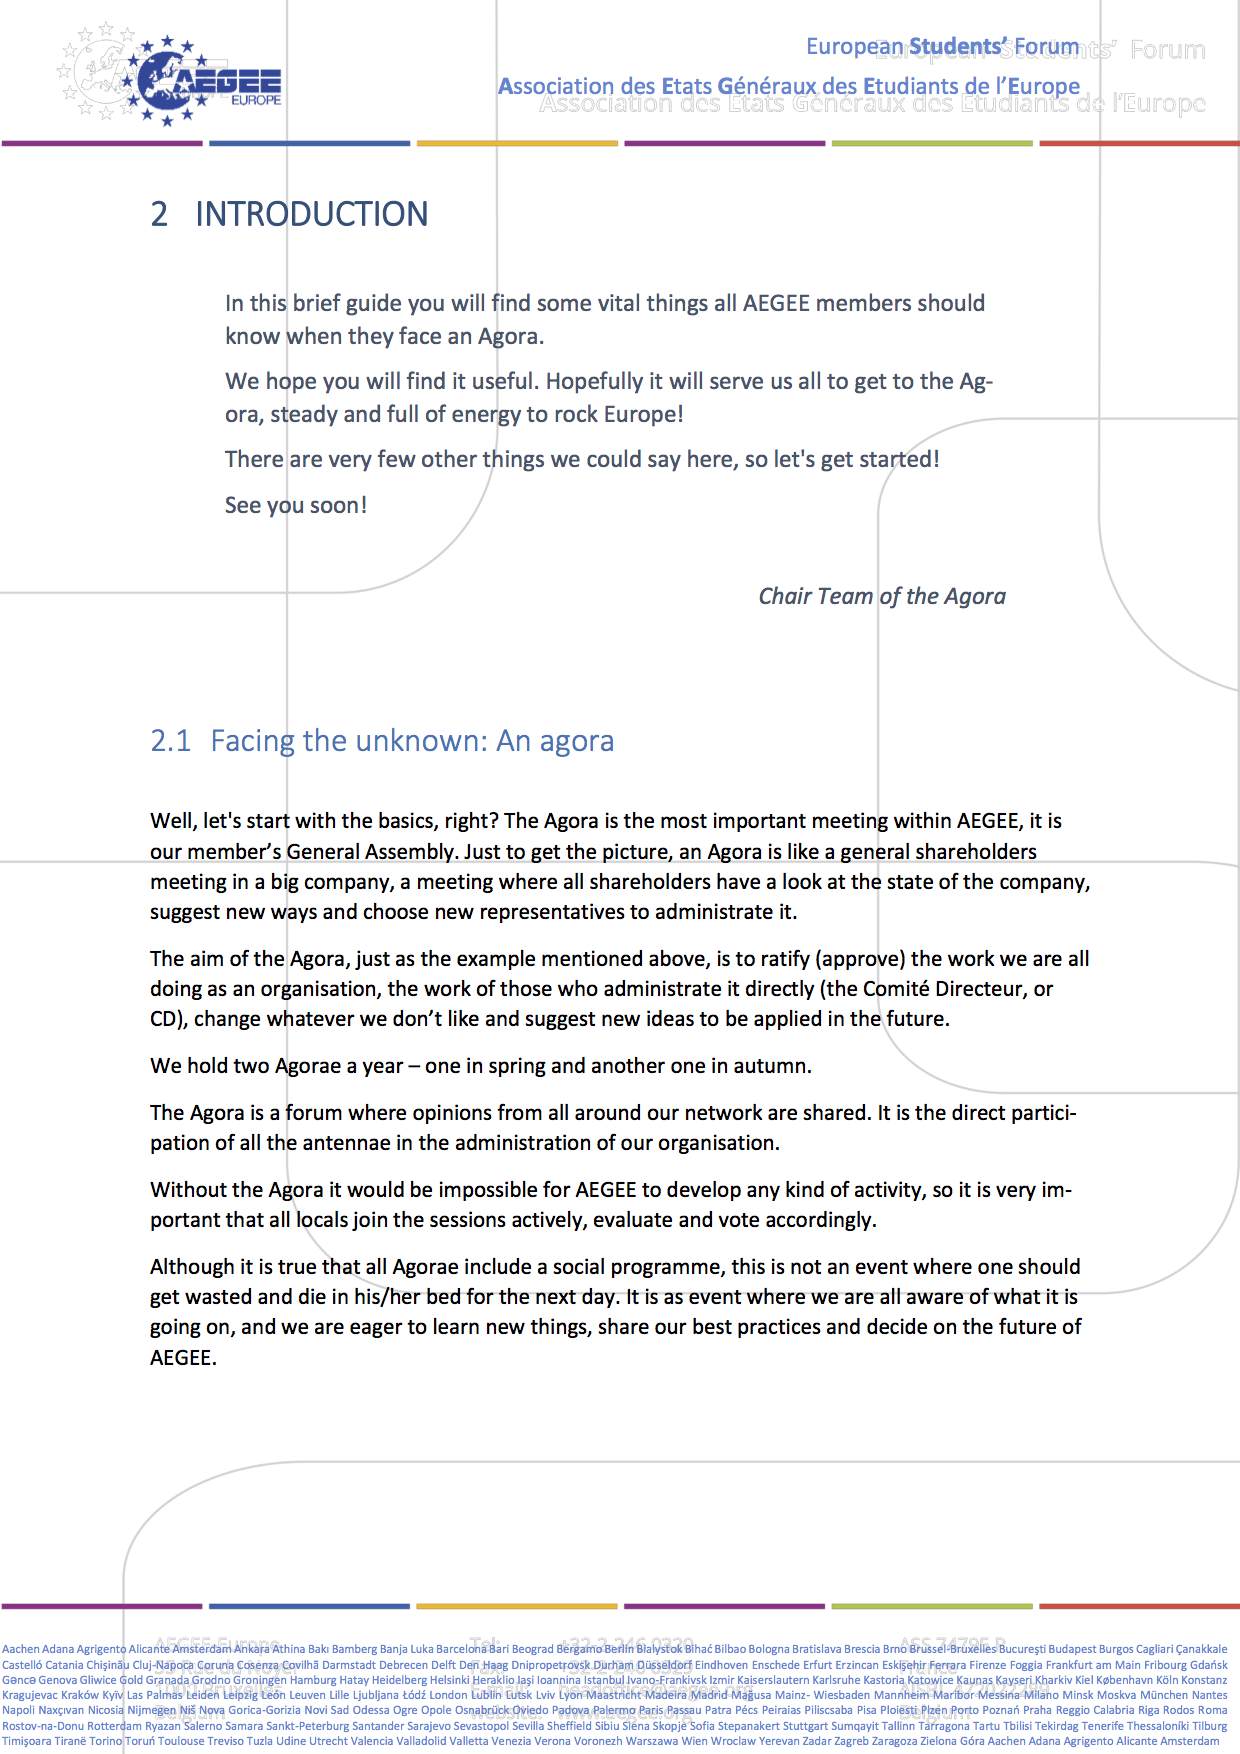 AEGEE
EUROPE
European Students’ Forum
Association des Etats Généraux des Etudiants de l’Europe
European Students’ Forum
Association des Etats Généraux des Etudiants de l’Europe
2 INTRODUCTION
In this brief guide you will find some vital things all AEGEE members should
know when they face an Agora.
We hope you will find it useful. Hopefully it will serve us all to get to the Ag-
ora, steady and full of energy to rock Europe!
There are very few other things we could say here, so let's get started!
See you soon!
Chair Team of the Agora
2.1 Facing the unknown: An agora
Well, let's start with the basics, right? The Agora is the most important meeting within AEGEE, it is
our member’s General Assembly. Just to get the picture, an Agora is like a general shareholders
meeting in a big company, a meeting where all shareholders have a look at the state of the company,
suggest new ways and choose new representatives to administrate it.
The aim of the Agora, just as the example mentioned above, is to ratify (approve) the work we are all
doing as an organisation, the work of those who administrate it directly (the Comité Directeur, or
CD), change whatever we don’t like and suggest new ideas to be applied in the future.
We hold two Agorae a year – one in spring and another one in autumn.
The Agora is a forum where opinions from all around our network are shared. It is the direct partici-
pation of all the antennae in the administration of our organisation.
Without the Agora it would be impossible for AEGEE to develop any kind of activity, so it is very im-
portant that all locals join the sessions actively, evaluate and vote accordingly.
Although it is true that all Agorae include a social programme, this is not an event where one should
get wasted and die in his/her bed for the next day. It is as event where we are all aware of what it is
going on, and we are eager to learn new things, share our best practices and decide on the future of
AEGEE.
Aachen Adana Agrigento Alicante Amsterdam Ankara Athina Bakı Bamberg Banja Luka Barcelona Bari Beograd Bergamo Berlin Białystok Bihać Bilbao Bologna Bratislava Brescia Brno Brussel-Bruxelles București Budapest Burgos Cagliari Çanakkale
Castelló Catania Chişinău Cluj-Napoca Coruna Cosenza Covilhã Darmstadt Debrecen Delft Den Haag Dnipropetrovsk Durham Düsseldorf Eindhoven Enschede Erfurt Erzincan Eskişehir Ferrara Firenze Foggia Frankfurt am Main Fribourg Gdańsk
Gəncə Genova Gliwice Gold Granada Grodno Groningen Hamburg Hatay Heidelberg Helsinki Heraklio Iaşi Ioannina Istanbul Ivano-Frankivsk Izmir Kaiserslautern Karlsruhe Kastoria Katowice Kaunas Kayseri Kharkiv Kiel København Köln Konstanz
Kragujevac Kraków Kyïv Las Palmas Leiden Leipzig León Leuven Lille Ljubljana Łódź London Lublin Lutsk Lviv Lyon Maastricht Madeira Madrid Mağusa Mainz- Wiesbaden Mannheim Maribor Messina Milano Minsk Moskva München Nantes
Napoli Naxçıvan Nicosia Nijmegen Niš Nova Gorica-Gorizia Novi Sad Odessa Ogre Opole Osnabrück Oviedo Padova Palermo Paris Passau Patra Pécs Peiraias Piliscsaba Pisa Ploieşti Plzen Porto Poznań Praha Reggio Calabria Riga Rodos Roma
Rostov-na-Donu Rotterdam Ryazan Salerno Samara Sankt-Peterburg Santander Sarajevo Sevastopol Sevilla Sheffield Sibiu Siena Skopje Sofia Stepanakert Stuttgart Sumqayit Tallinn Tarragona Tartu Tbilisi Tekirdag Tenerife Thessaloníki Tilburg
Timişoara Tiranë Torino Toruń Toulouse Treviso Tuzla Udine Utrecht Valencia Valladolid Valletta Venezia Verona Voronezh Warszawa Wien Wroclaw Yerevan Zadar Zagreb Zaragoza Zielona Góra Aachen Adana Agrigento Alicante Amsterdam